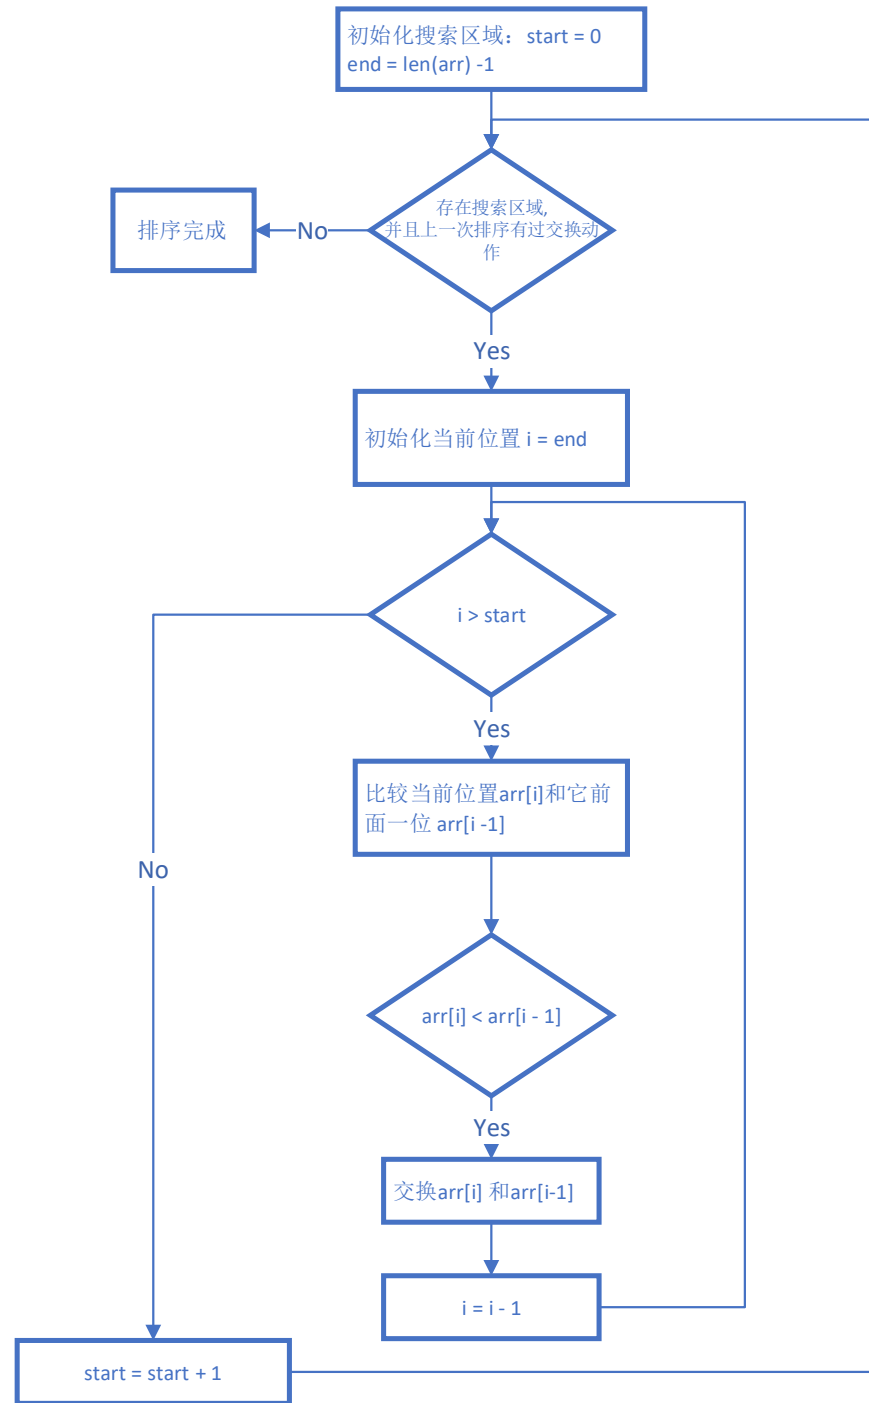 初始化搜索区域：start = 0
end = len(arr) -1
存在搜索区域,
并且上一次排序有过交换动
作
No
排序完成
Yes
初始化当前位置 i = end
i > start
Yes
比较当前位置arr[i]和它前
面一位 arr[i -1]
No
arr[i] < arr[i - 1]
Yes
交换arr[i] 和arr[i-1]
i = i - 1
start = start + 1